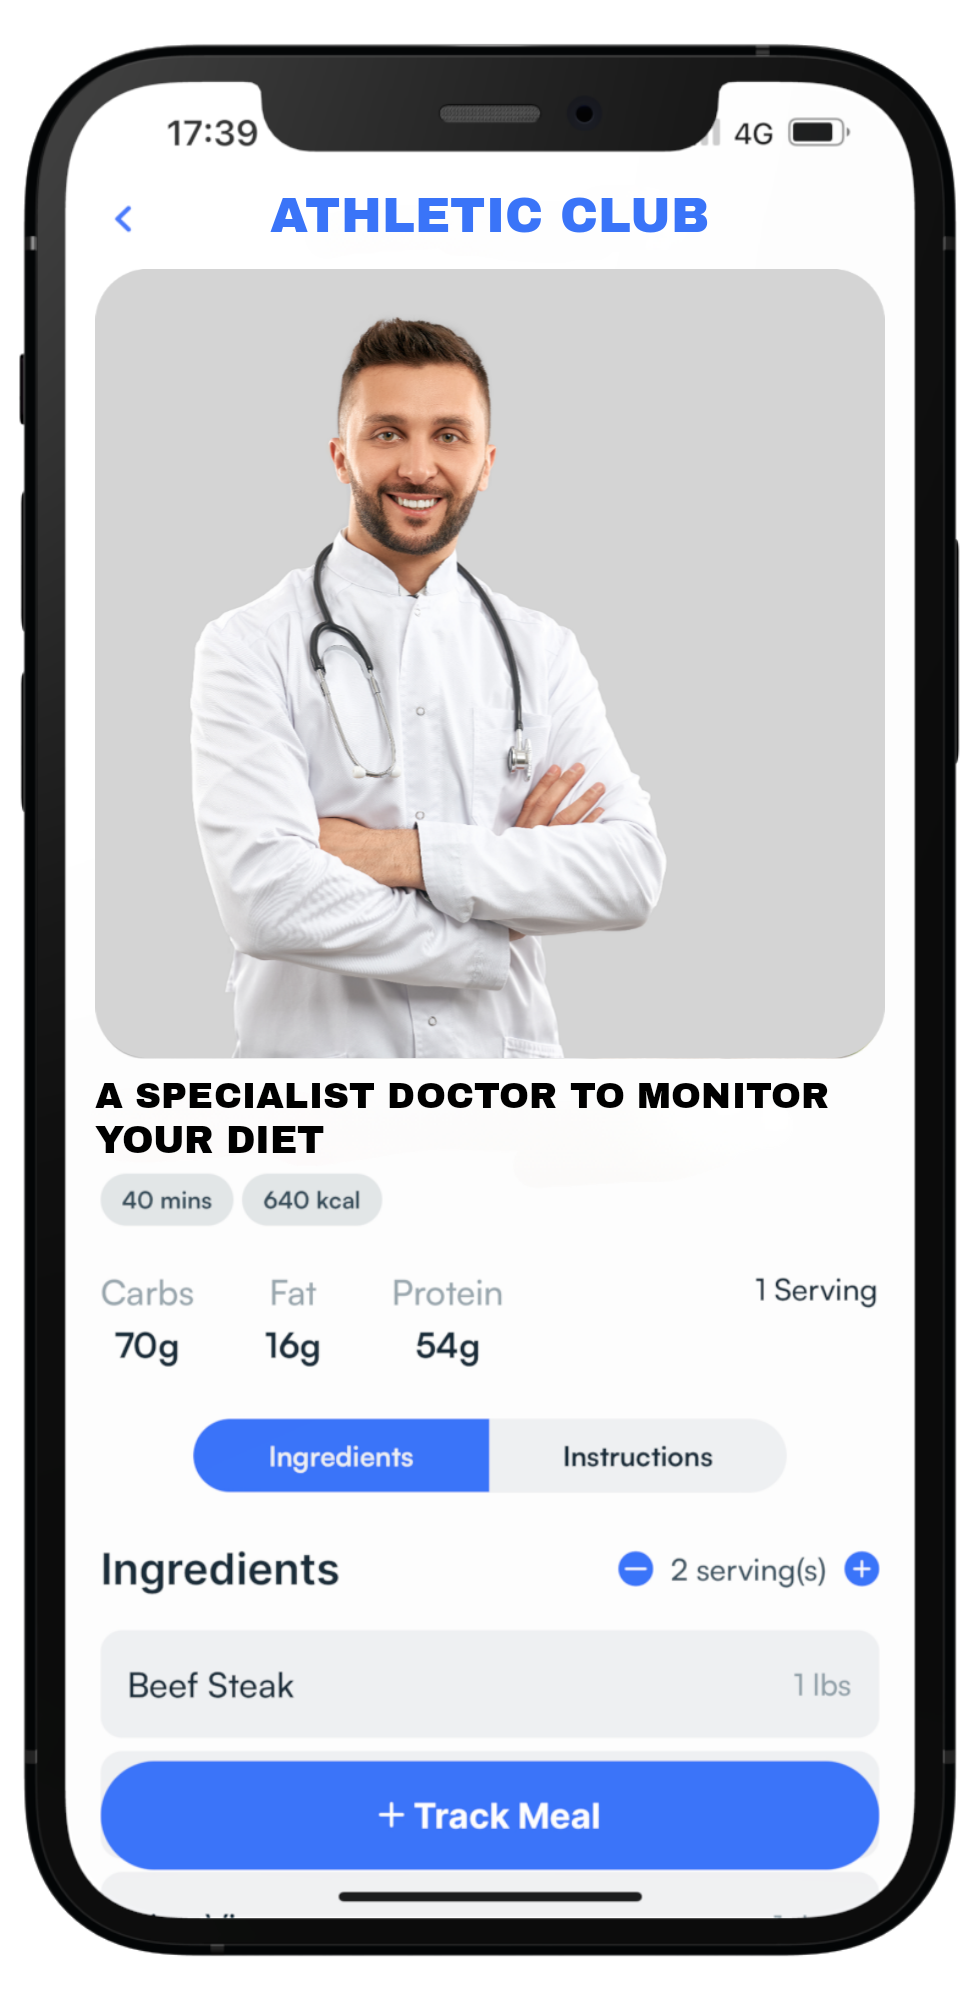 17:39 4G
ATHLETIC CLUB
A SPECIALIST DOCTOR TO MONITOR
YOUR DIET
40 mins 640 kcal
Carbs Fat Protein 1 Serving
70g 16g 54g
Ingredients Instructions
Ingredients 2 serving(s)
Beef Steak 1 lbs
+ Track Meal